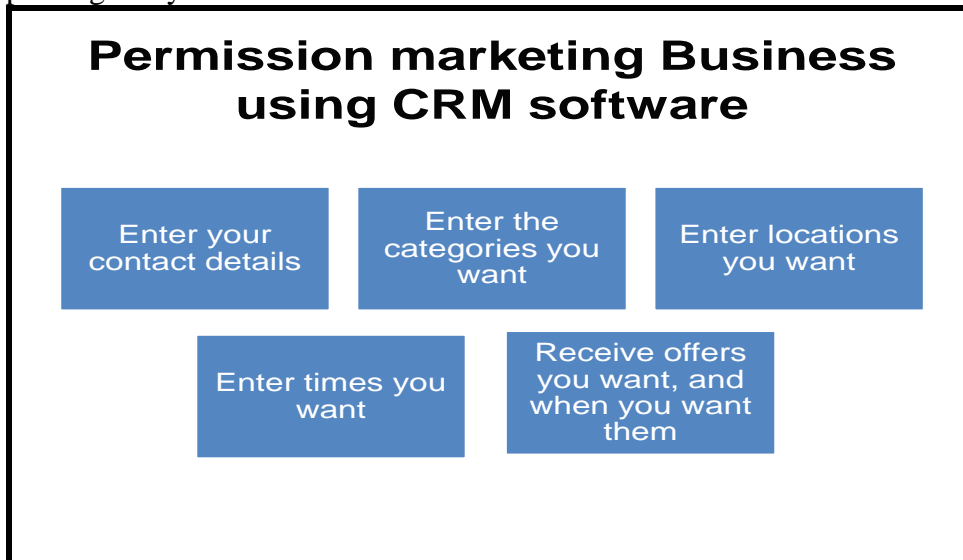 Permission marketing Business
using CRM software
Enter your
contact details
Enter the
categories you
want
Enter locations
you want
Enter times you
want
Receive offers
you want, and
when you want
them